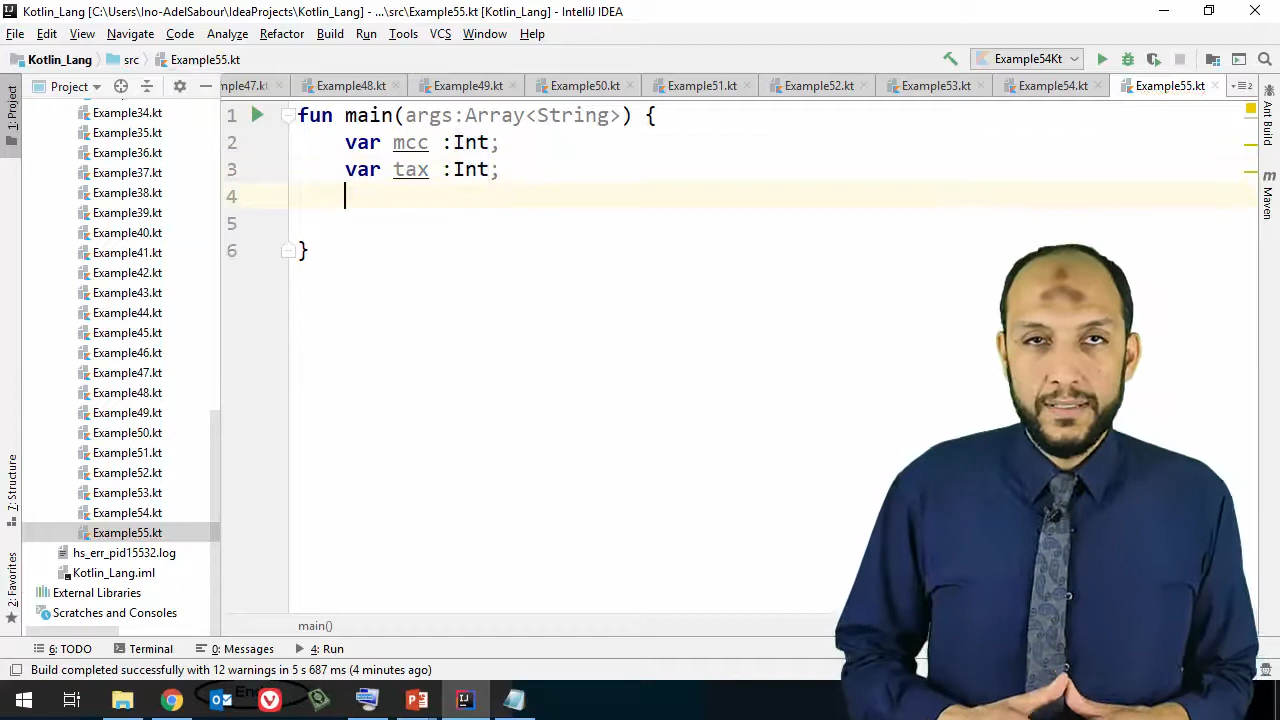 Kotlin_Lang [C:\Users\Ino-AdelSabour\IdeaProjects\Kotlin_Lang] - ...\src\Example55.kt [Kotlin_Lang] - IntelliJ IDEA
File Edit View Navigate Code Analyze Refactor Build Run Tools VCS Window Help
Kotlin_Lang src Example55.kt Example54Kt
Project
nple47.kt Example48.kt Example49.kt Example50.kt Example51.kt Example52.kt Example53.kt Example54.kt Example55.kt
1: Project
Example34.kt
Example35.kt
Example36.kt
Example37.kt
Example38.kt
Example39.kt
Example40.kt
Example41.kt
Example42.kt
Example43.kt
Example44.kt
Example45.kt
Example46.kt
Example47.kt
Example48.kt
Example49.kt
Example50.kt
Example51.kt
Example52.kt
Example53.kt
Example54.kt
Example55.kt
hs_err_pid15532.log
Kotlin_Lang.iml
External Libraries
Scratches and Consoles
7: Structure
2: Favorites
1 fun main(args:Array<String>) {
2 var mcc :Int;
3 var tax :Int;
4
5
6 }
Ant Build
m Maven
main()
6: TODO Terminal 0: Messages 4: Run
Build completed successfully with 12 warnings in 5 s 687 ms (4 minutes ago)